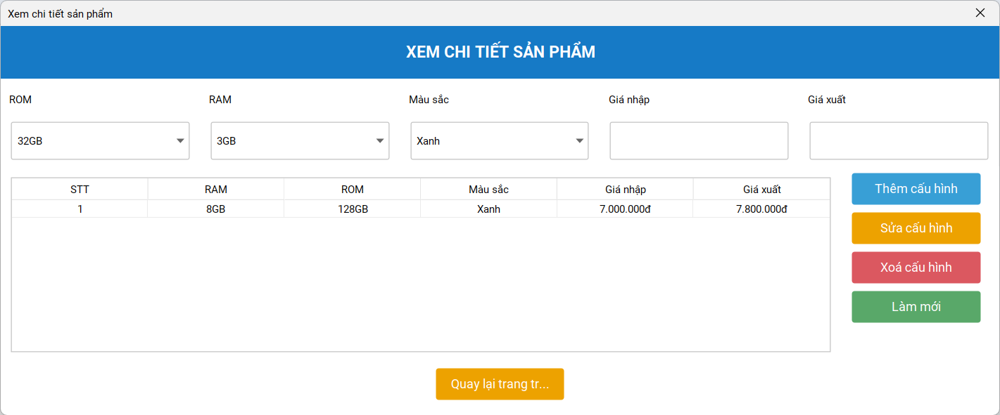 Xem chi tiết sản phẩm
XEM CHI TIẾT SẢN PHẨM
ROM RAM Màu sắc Giá nhập Giá xuất
32GB 3GB Xanh
STT RAM ROM Màu sắc Giá nhập Giá xuất
1 8GB 128GB Xanh 7.000.000đ 7.800.000đ
Thêm cấu hình
Sửa cấu hình
Xoá cấu hình
Làm mới
Quay lại trang tr...